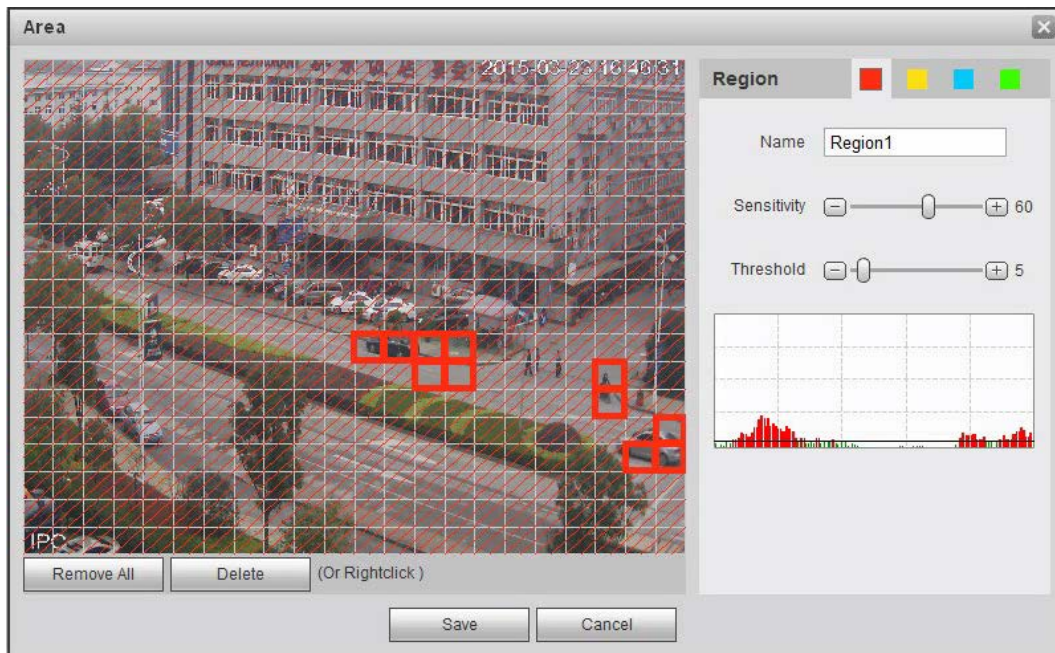 Area
2015-03-23 16:46:31
IPC
Region
Name
Region1
Sensitivity
60
Threshold
5
Remove All
Delete
(Or Rightclick )
Save
Cancel